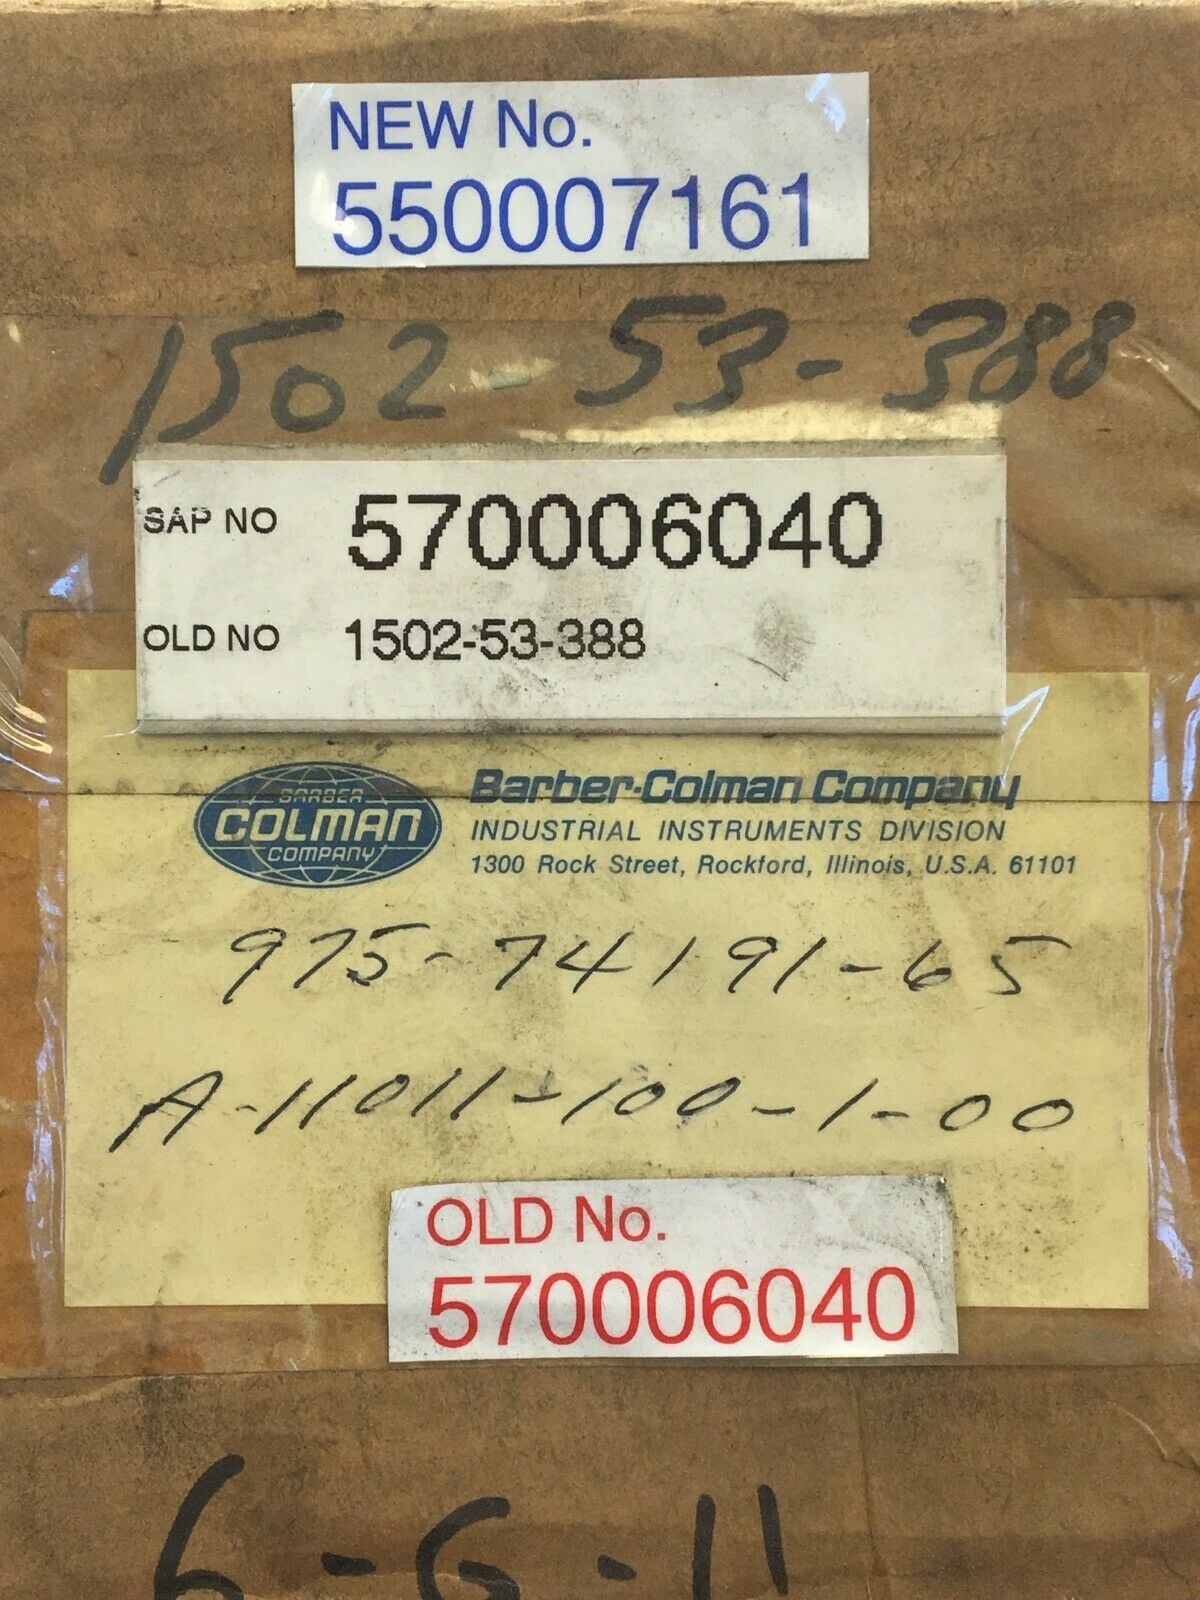 NEW No.
550007161
1502-53-388
SAP NO 570006040
OLD NO 1502-53-388
BARBER
COLMAN
COMPANY
Barber-Colman Company
INDUSTRIAL INSTRUMENTS DIVISION
1300 Rock Street, Rockford, Illinois, U.S.A. 61101
975-74191-65
A-11011-100-1-00
OLD No.
570006040
6-G-11